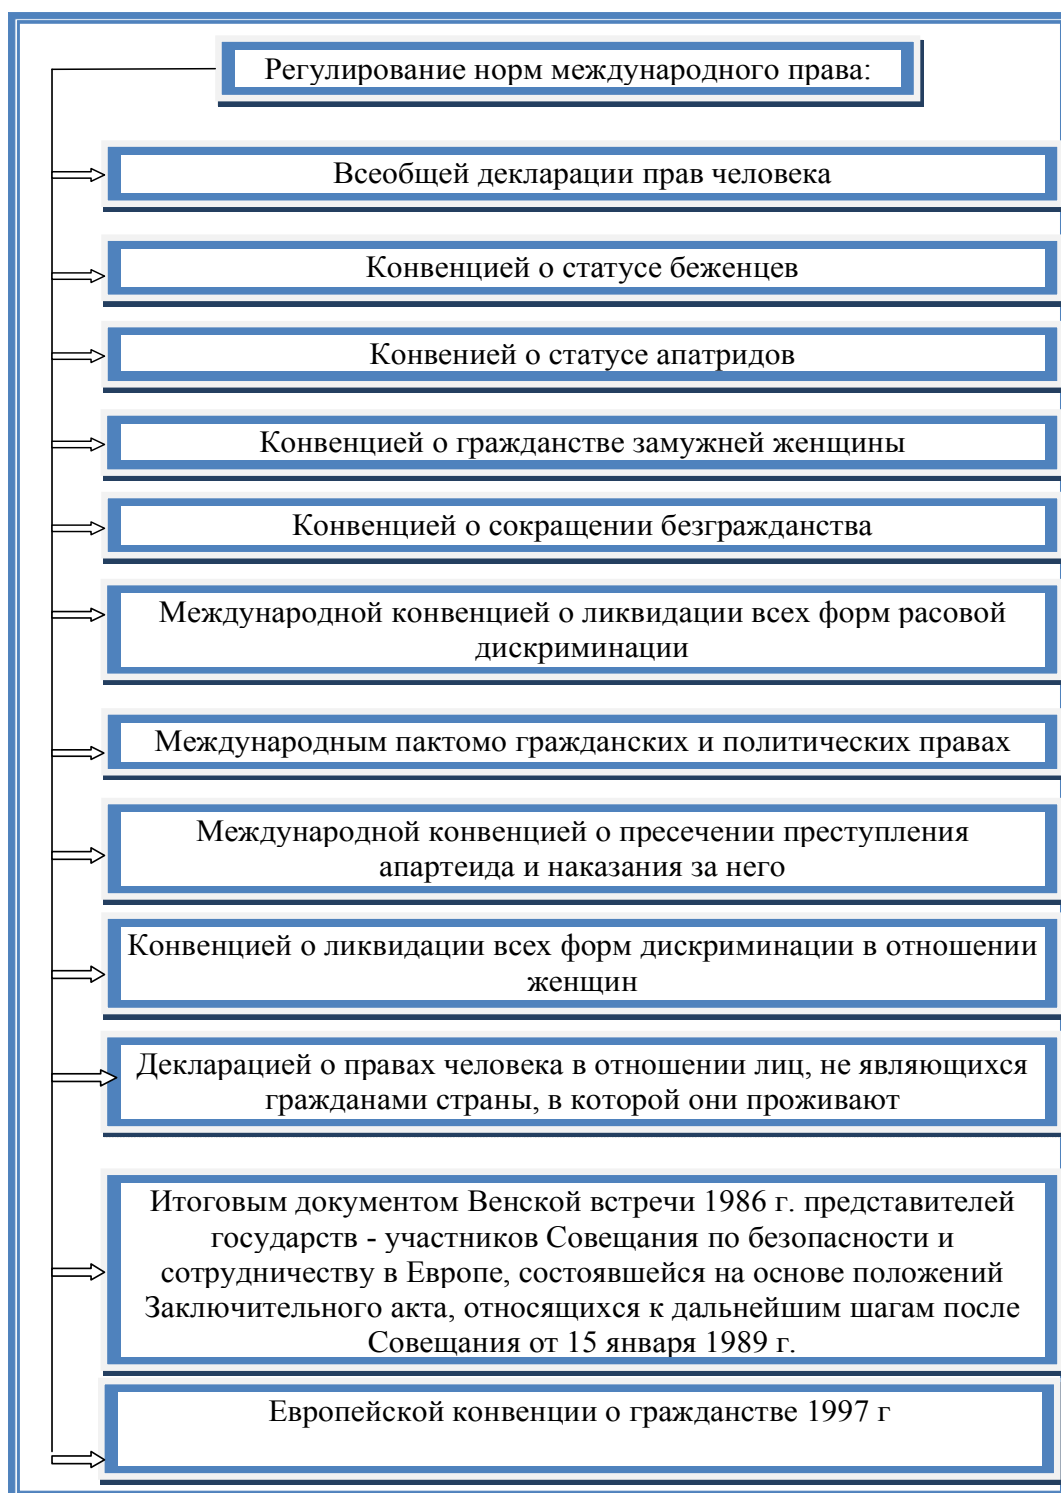 Регулирование норм международного права:
Всеобщей декларации прав человека
Конвенцией о статусе беженцев
Конвенией о статусе апатридов
Конвенцией о гражданстве замужней женщины
Конвенцией о сокращении безгражданства
Международной конвенцией о ликвидации всех форм расовой
дискриминации
Международным пактомо гражданских и политических правах
Международной конвенцией о пресечении преступления
апартеида и наказания за него
Конвенцией о ликвидации всех форм дискриминации в отношении
женщин
Декларацией о правах человека в отношении лиц, не являющихся
гражданами страны, в которой они проживают
Итоговым документом Венской встречи 1986 г. представителей
государств - участников Совещания по безопасности и
сотрудничеству в Европе, состоявшейся на основе положений
Заключительного акта, относящихся к дальнейшим шагам после
Совещания от 15 января 1989 г.
Европейской конвенции о гражданстве 1997 г